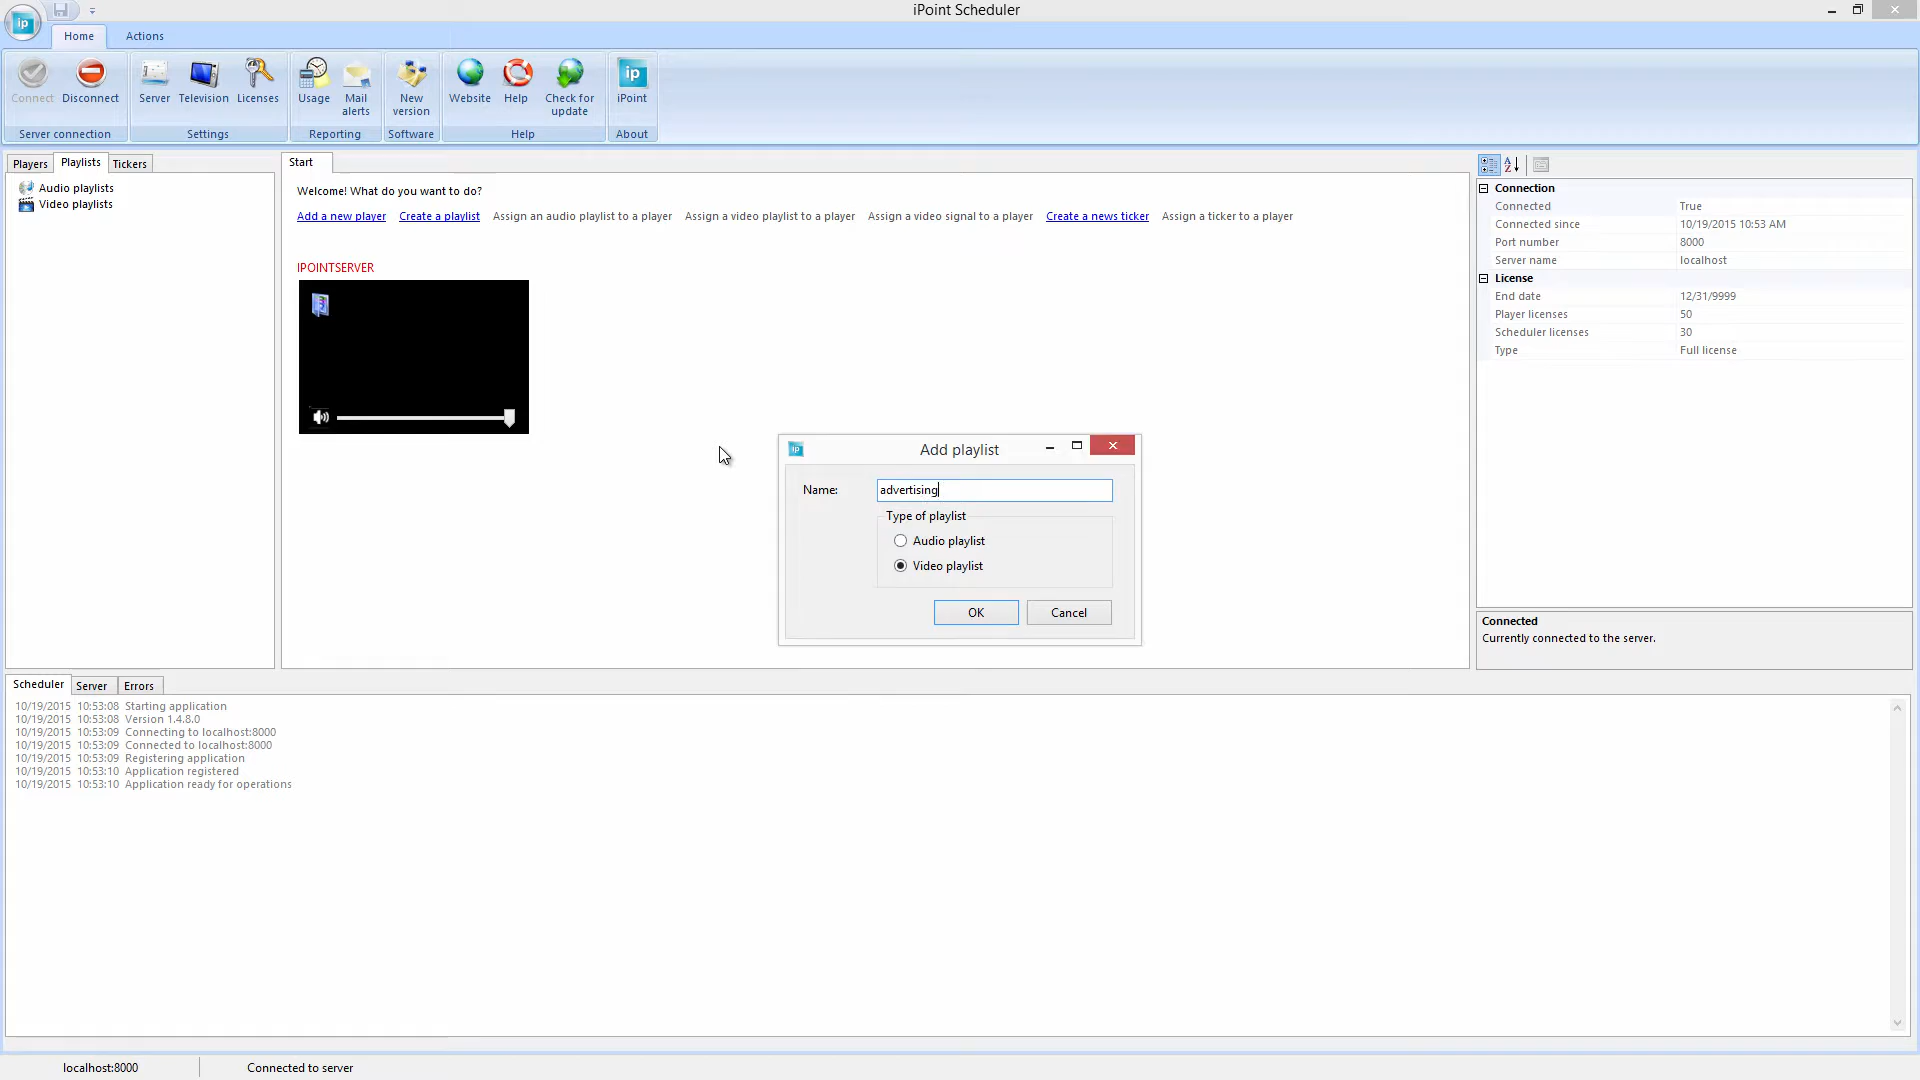 iPoint Scheduler
ip
Home Actions
Connect Disconnect Server Television Licenses Usage Mail alerts New version Website Help Check for update ip iPoint
Server connection Settings Reporting Software Help About
Players Playlists Tickers
Audio playlists
Video playlists
Start
Welcome! What do you want to do?
Add a new player Create a playlist Assign an audio playlist to a player Assign a video playlist to a player Assign a video signal to a player Create a news ticker Assign a ticker to a player
IPOINTSERVER
ip Add playlist
Name: advertising
Type of playlist
Audio playlist
Video playlist
OK Cancel
A Z
Connection
Connected True
Connected since 10/19/2015 10:53 AM
Port number 8000
Server name localhost
License
End date 12/31/9999
Player licenses 50
Scheduler licenses 30
Type Full license
Connected
Currently connected to the server.
Scheduler Server Errors
10/19/2015 10:53:08 Starting application
10/19/2015 10:53:08 Version 1.4.8.0
10/19/2015 10:53:09 Connecting to localhost:8000
10/19/2015 10:53:09 Connected to localhost:8000
10/19/2015 10:53:09 Registering application
10/19/2015 10:53:10 Application registered
10/19/2015 10:53:10 Application ready for operations
localhost:8000 Connected to server